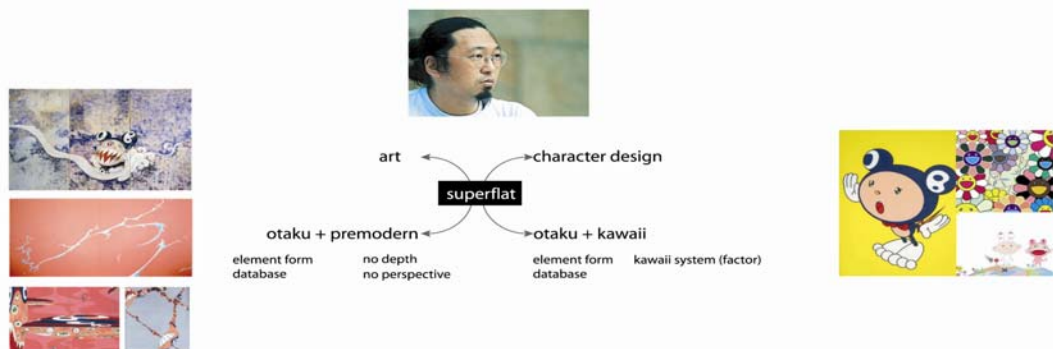 art
character design
superflat
otaku + premodern
otaku + kawaii
element form
database
no depth
no perspective
element form
database
kawaii system (factor)